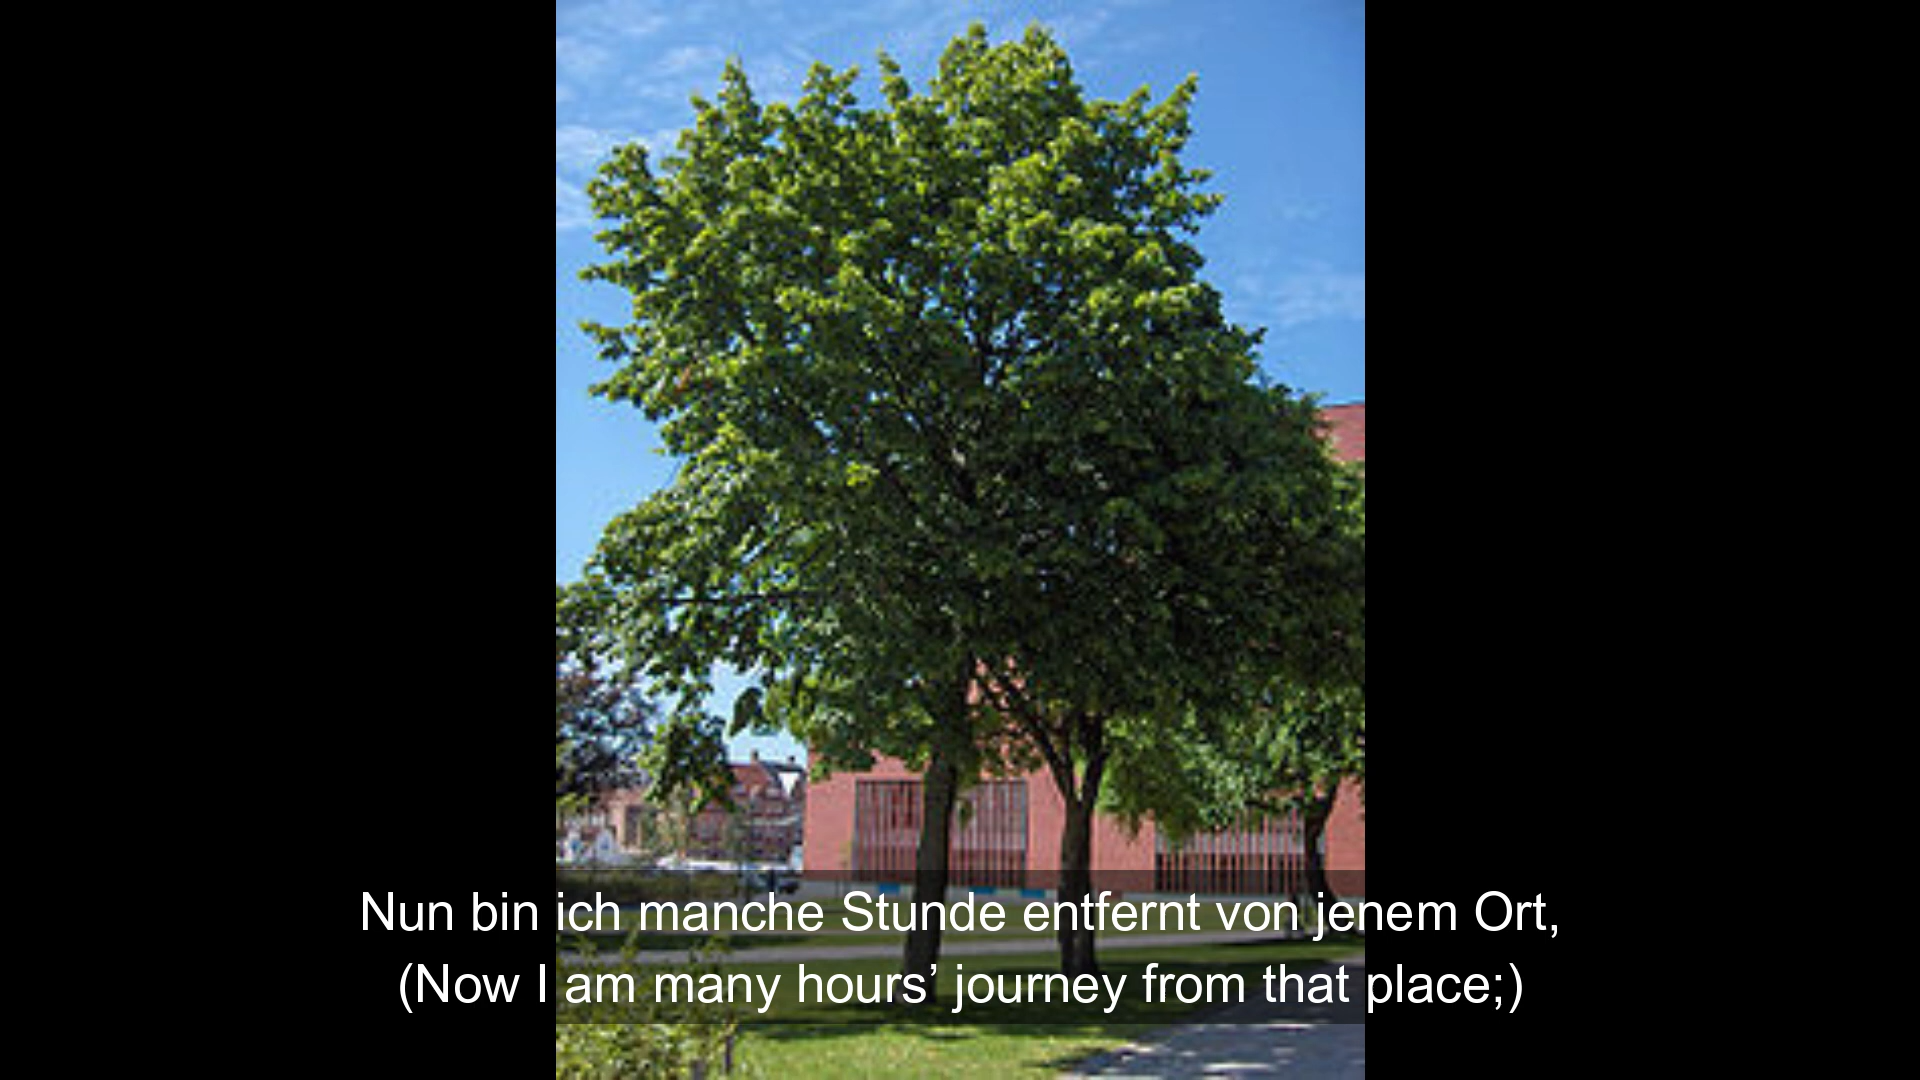 Nun bin ich manche Stunde entfernt von jenem Ort,
(Now I am many hours’ journey from that place;)